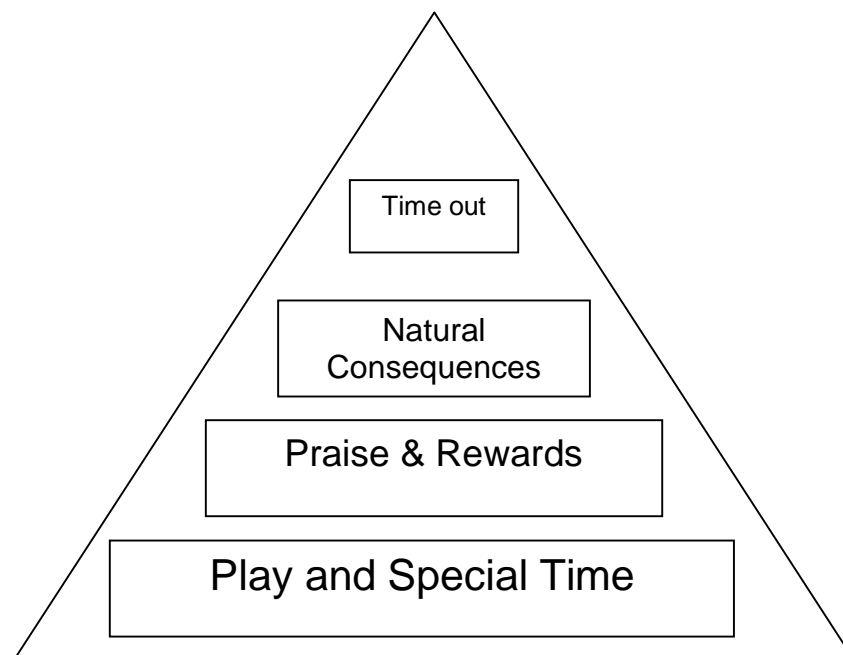 Time out
Natural
Consequences
Praise & Rewards
Play and Special Time